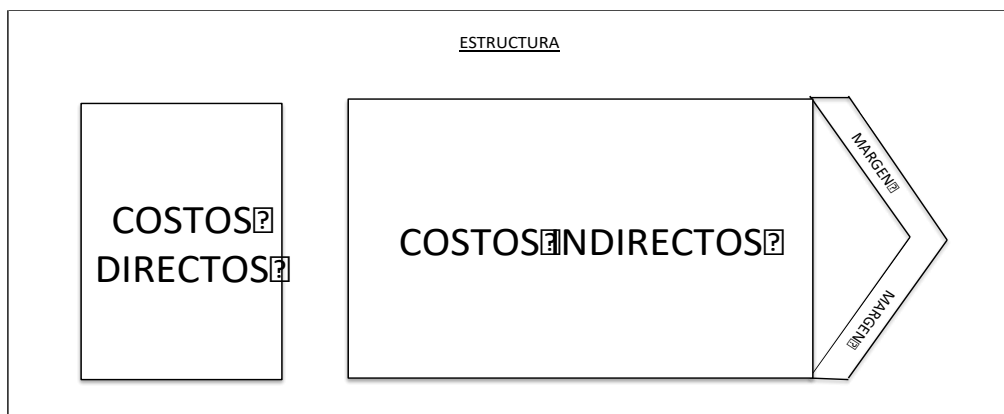 ESTRUCTURA
COSTOS
DIRECTOS
COSTOS INDIRECTOS
MARGEN
MARGEN